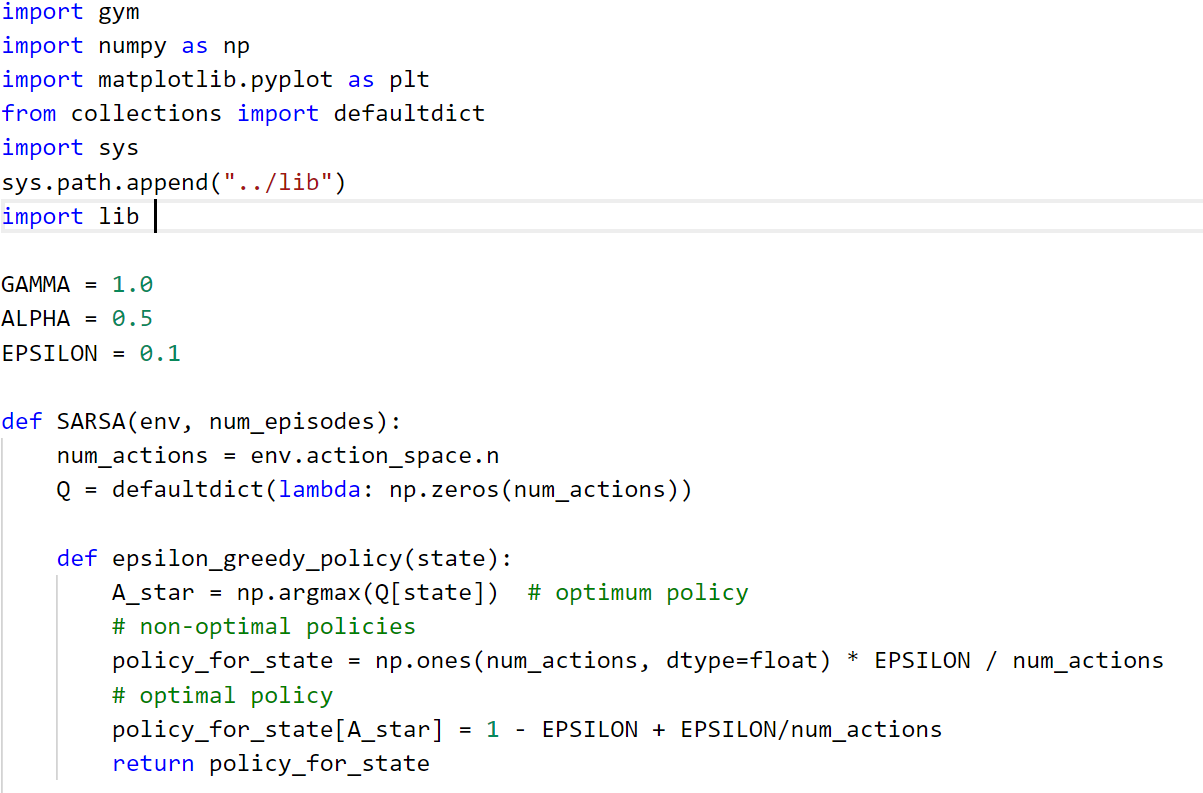 import gym
import numpy as np
import matplotlib.pyplot as plt
from collections import defaultdict
import sys
sys.path.append("../lib")
import lib
GAMMA = 1.0
ALPHA = 0.5
EPSILON = 0.1
def SARSA(env, num_episodes):
    num_actions = env.action_space.n
    Q = defaultdict(lambda: np.zeros(num_actions))
    def epsilon_greedy_policy(state):
        A_star = np.argmax(Q[state])  # optimum policy
        # non-optimal policies
        policy_for_state = np.ones(num_actions, dtype=float) * EPSILON / num_actions
        # optimal policy
        policy_for_state[A_star] = 1 - EPSILON + EPSILON/num_actions
        return policy_for_state